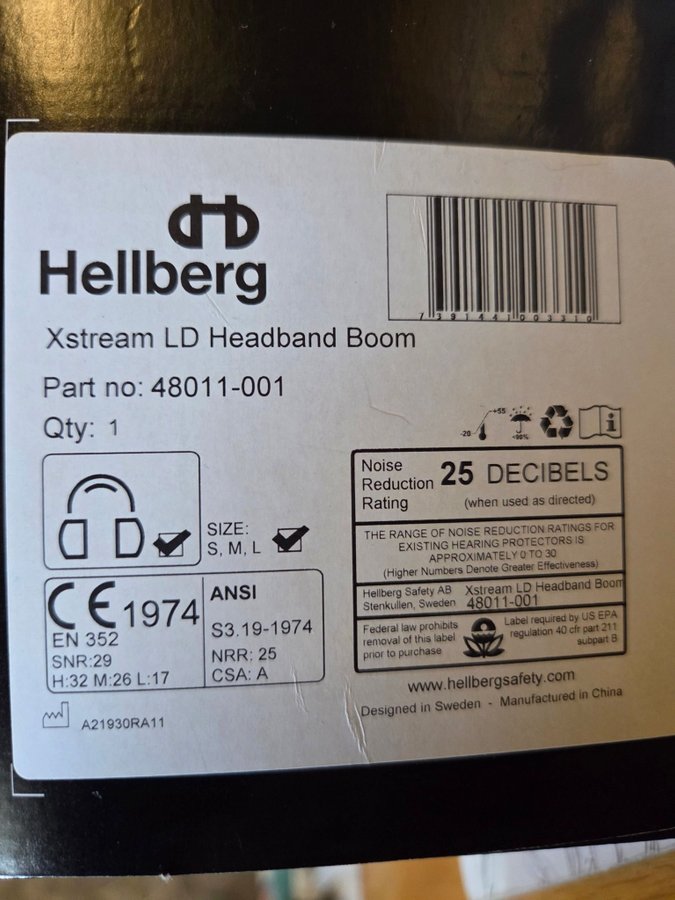 Hellberg
7391441003310
Xstream LD Headband Boom
Part no: 48011-001
Qty: 1
-20 +55
<95%
SIZE:
S, M, L
Noise
Reduction
Rating
25 DECIBELS
(when used as directed)
THE RANGE OF NOISE REDUCTION RATINGS FOR
EXISTING HEARING PROTECTORS IS
APPROXIMATELY 0 TO 30
(Higher Numbers Denote Greater Effectiveness)
Hellberg Safety AB
Stenkullen, Sweden
Xstream LD Headband Boom
48011-001
Federal law prohibits
removal of this label
prior to purchase
Label required by US EPA
regulation 40 cfr part 211
subpart B
CE 1974
EN 352
SNR:29
H:32 M:26 L:17
ANSI
S3.19-1974
NRR: 25
CSA: A
A21930RA11
www.hellbergsafety.com
Designed in Sweden - Manufactured in China